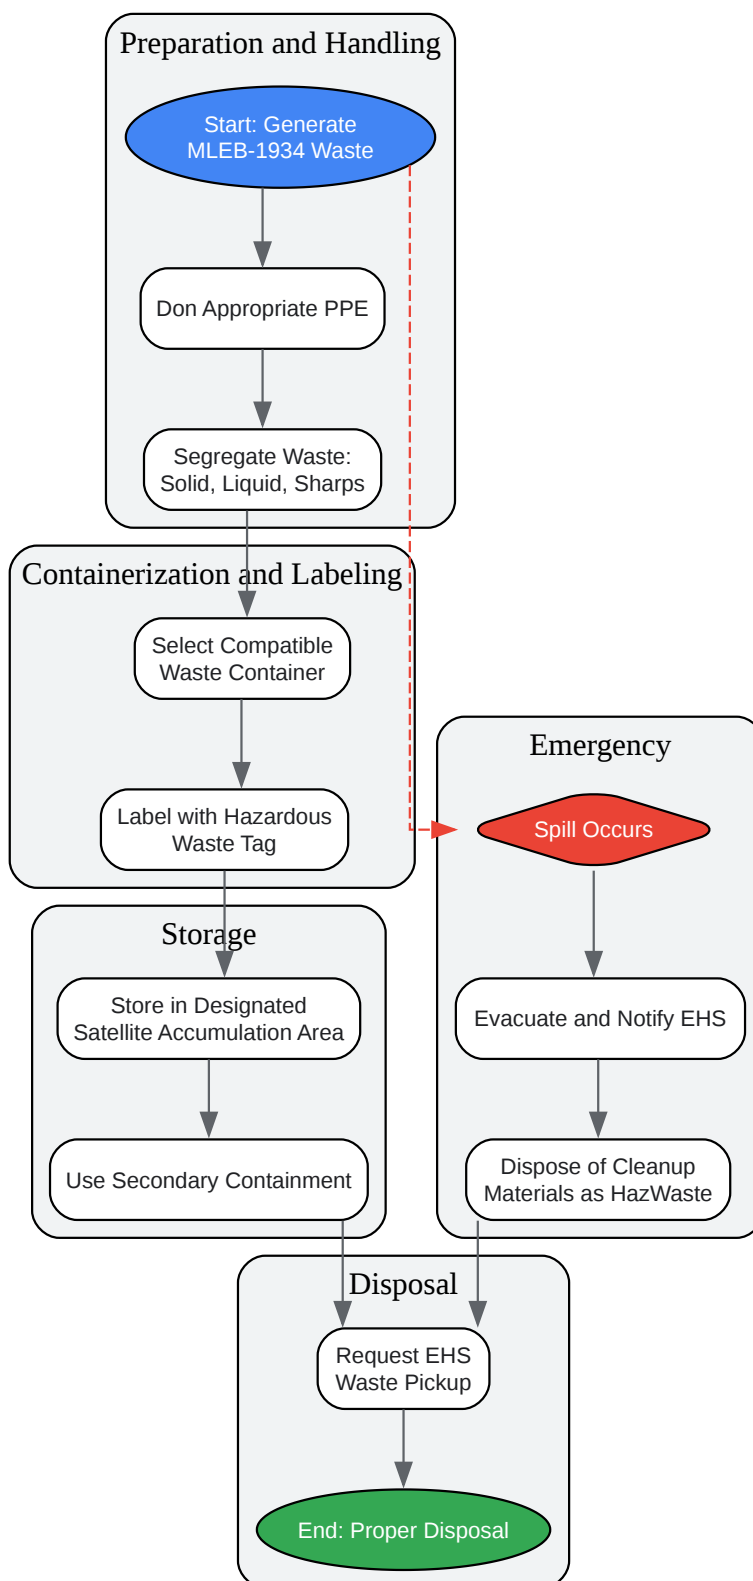 Preparation and Handling
Start: Generate
MLEB-1934 Waste
Don Appropriate PPE
Segregate Waste:
Solid, Liquid, Sharps
Containerization and Labeling
Select Compatible
Waste Container
Label with Hazardous
Waste Tag
Storage
Store in Designated
Satellite Accumulation Area
Use Secondary Containment
Emergency
Spill Occurs
Evacuate and Notify EHS
Dispose of Cleanup
Materials as HazWaste
Disposal
Request EHS
Waste Pickup
End: Proper Disposal